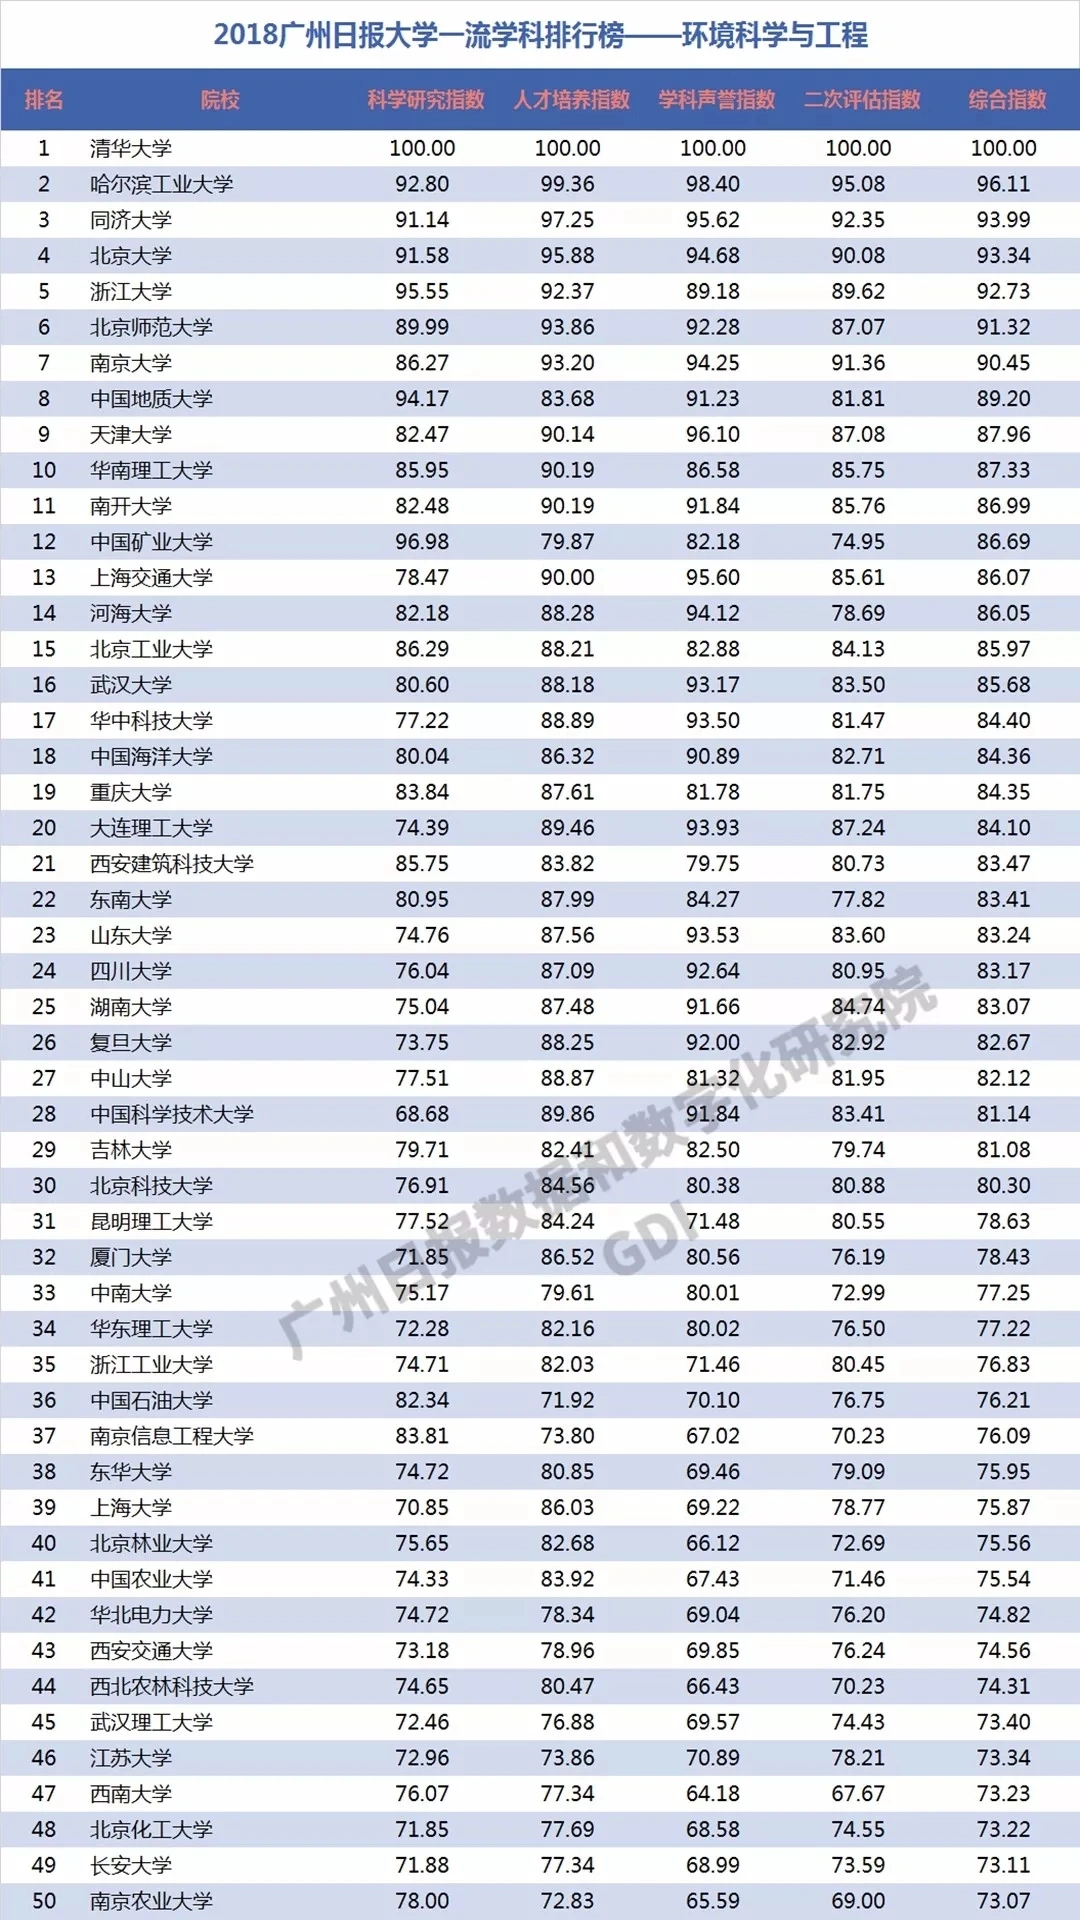 2018广州日报大学一流学科排行榜——环境科学与工程
排名 院校 科学研究指数 人才培养指数 学科声誉指数 二次评估指数 综合指数
1 清华大学 100.00 100.00 100.00 100.00 100.00
2 哈尔滨工业大学 92.80 99.36 98.40 95.08 96.11
3 同济大学 91.14 97.25 95.62 92.35 93.99
4 北京大学 91.58 95.88 94.68 90.08 93.34
5 浙江大学 95.55 92.37 89.18 89.62 92.73
6 北京师范大学 89.99 93.86 92.28 87.07 91.32
7 南京大学 86.27 93.20 94.25 91.36 90.45
8 中国地质大学 94.17 83.68 91.23 81.81 89.20
9 天津大学 82.47 90.14 96.10 87.08 87.96
10 华南理工大学 85.95 90.19 86.58 85.75 87.33
11 南开大学 82.48 90.19 91.84 85.76 86.99
12 中国矿业大学 96.98 79.87 82.18 74.95 86.69
13 上海交通大学 78.47 90.00 95.60 85.61 86.07
14 河海大学 82.18 88.28 94.12 78.69 86.05
15 北京工业大学 86.29 88.21 82.88 84.13 85.97
16 武汉大学 80.60 88.18 93.17 83.50 85.68
17 华中科技大学 77.22 88.89 93.50 81.47 84.40
18 中国海洋大学 80.04 86.32 90.89 82.71 84.36
19 重庆大学 83.84 87.61 81.78 81.75 84.35
20 大连理工大学 74.39 89.46 93.93 87.24 84.10
21 西安建筑科技大学 85.75 83.82 79.75 80.73 83.47
22 东南大学 80.95 87.99 84.27 77.82 83.41
23 山东大学 74.76 87.56 93.53 83.60 83.24
24 四川大学 76.04 87.09 92.64 80.95 83.17
25 湖南大学 75.04 87.48 91.66 84.74 83.07
26 复旦大学 73.75 88.25 92.00 82.92 82.67
27 中山大学 77.51 88.87 81.32 81.95 82.12
28 中国科学技术大学 68.68 89.86 91.84 83.41 81.14
29 吉林大学 79.71 82.41 82.50 79.74 81.08
30 北京科技大学 76.91 84.56 80.38 80.88 80.30
31 昆明理工大学 77.52 84.24 71.48 80.55 78.63
32 厦门大学 71.85 86.52 80.56 76.19 78.43
33 中南大学 75.17 79.61 80.01 72.99 77.25
34 华东理工大学 72.28 82.16 80.02 76.50 77.22
35 浙江工业大学 74.71 82.03 71.46 80.45 76.83
36 中国石油大学 82.34 71.92 70.10 76.75 76.21
37 南京信息工程大学 83.81 73.80 67.02 70.23 76.09
38 东华大学 74.72 80.85 69.46 79.09 75.95
39 上海大学 70.85 86.03 69.22 78.77 75.87
40 北京林业大学 75.65 82.68 66.12 72.69 75.56
41 中国农业大学 74.33 83.92 67.43 71.46 75.54
42 华北电力大学 74.72 78.34 69.04 76.20 74.82
43 西安交通大学 73.18 78.96 69.85 76.24 74.56
44 西北农林科技大学 74.65 80.47 66.43 70.23 74.31
45 武汉理工大学 72.46 76.88 69.57 74.43 73.40
46 江苏大学 72.96 73.86 70.89 78.21 73.34
47 西南大学 76.07 77.34 64.18 67.67 73.23
48 北京化工大学 71.85 77.69 68.58 74.55 73.22
49 长安大学 71.88 77.34 68.99 73.59 73.11
50 南京农业大学 78.00 72.83 65.59 69.00 73.07
广州日报数据和数字化研究院
GDI